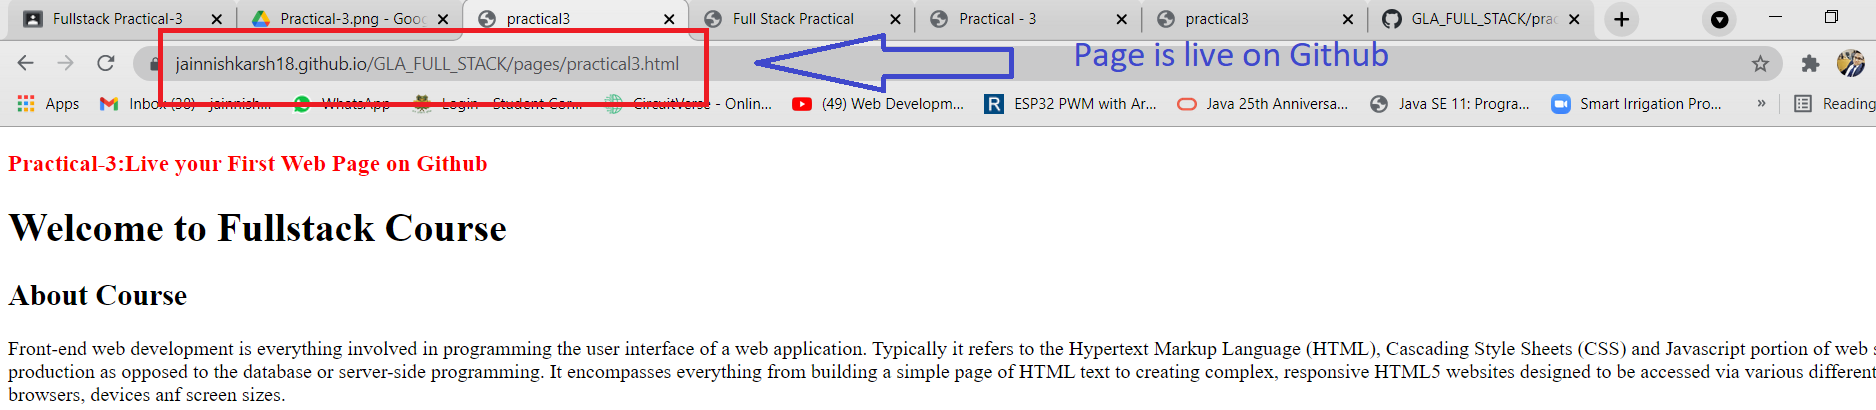 Fullstack Practical-3
Practical-3.png - Goo
practical3
Full Stack Practical
Practical - 3
practical3
GLA_FULL_STACK/prac
jainnishkarsh18.github.io/GLA_FULL_STACK/pages/practical3.html
Page is live on Github
Apps
Inbox (38) - jainnish...
WhatsApp
Login - Student Cor...
CircuitVerse - Onlin...
(49) Web Developm...
ESP32 PWM with Ar...
Java 25th Anniversa...
Java SE 11: Progra...
Smart Irrigation Pro...
»
Reading
Practical-3:Live your First Web Page on Github
Welcome to Fullstack Course
About Course
Front-end web development is everything involved in programming the user interface of a web application. Typically it refers to the Hypertext Markup Language (HTML), Cascading Style Sheets (CSS) and Javascript portion of web s
production as opposed to the database or server-side programming. It encompasses everything from building a simple page of HTML text to creating complex, responsive HTML5 websites designed to be accessed via various different
browsers, devices anf screen sizes.